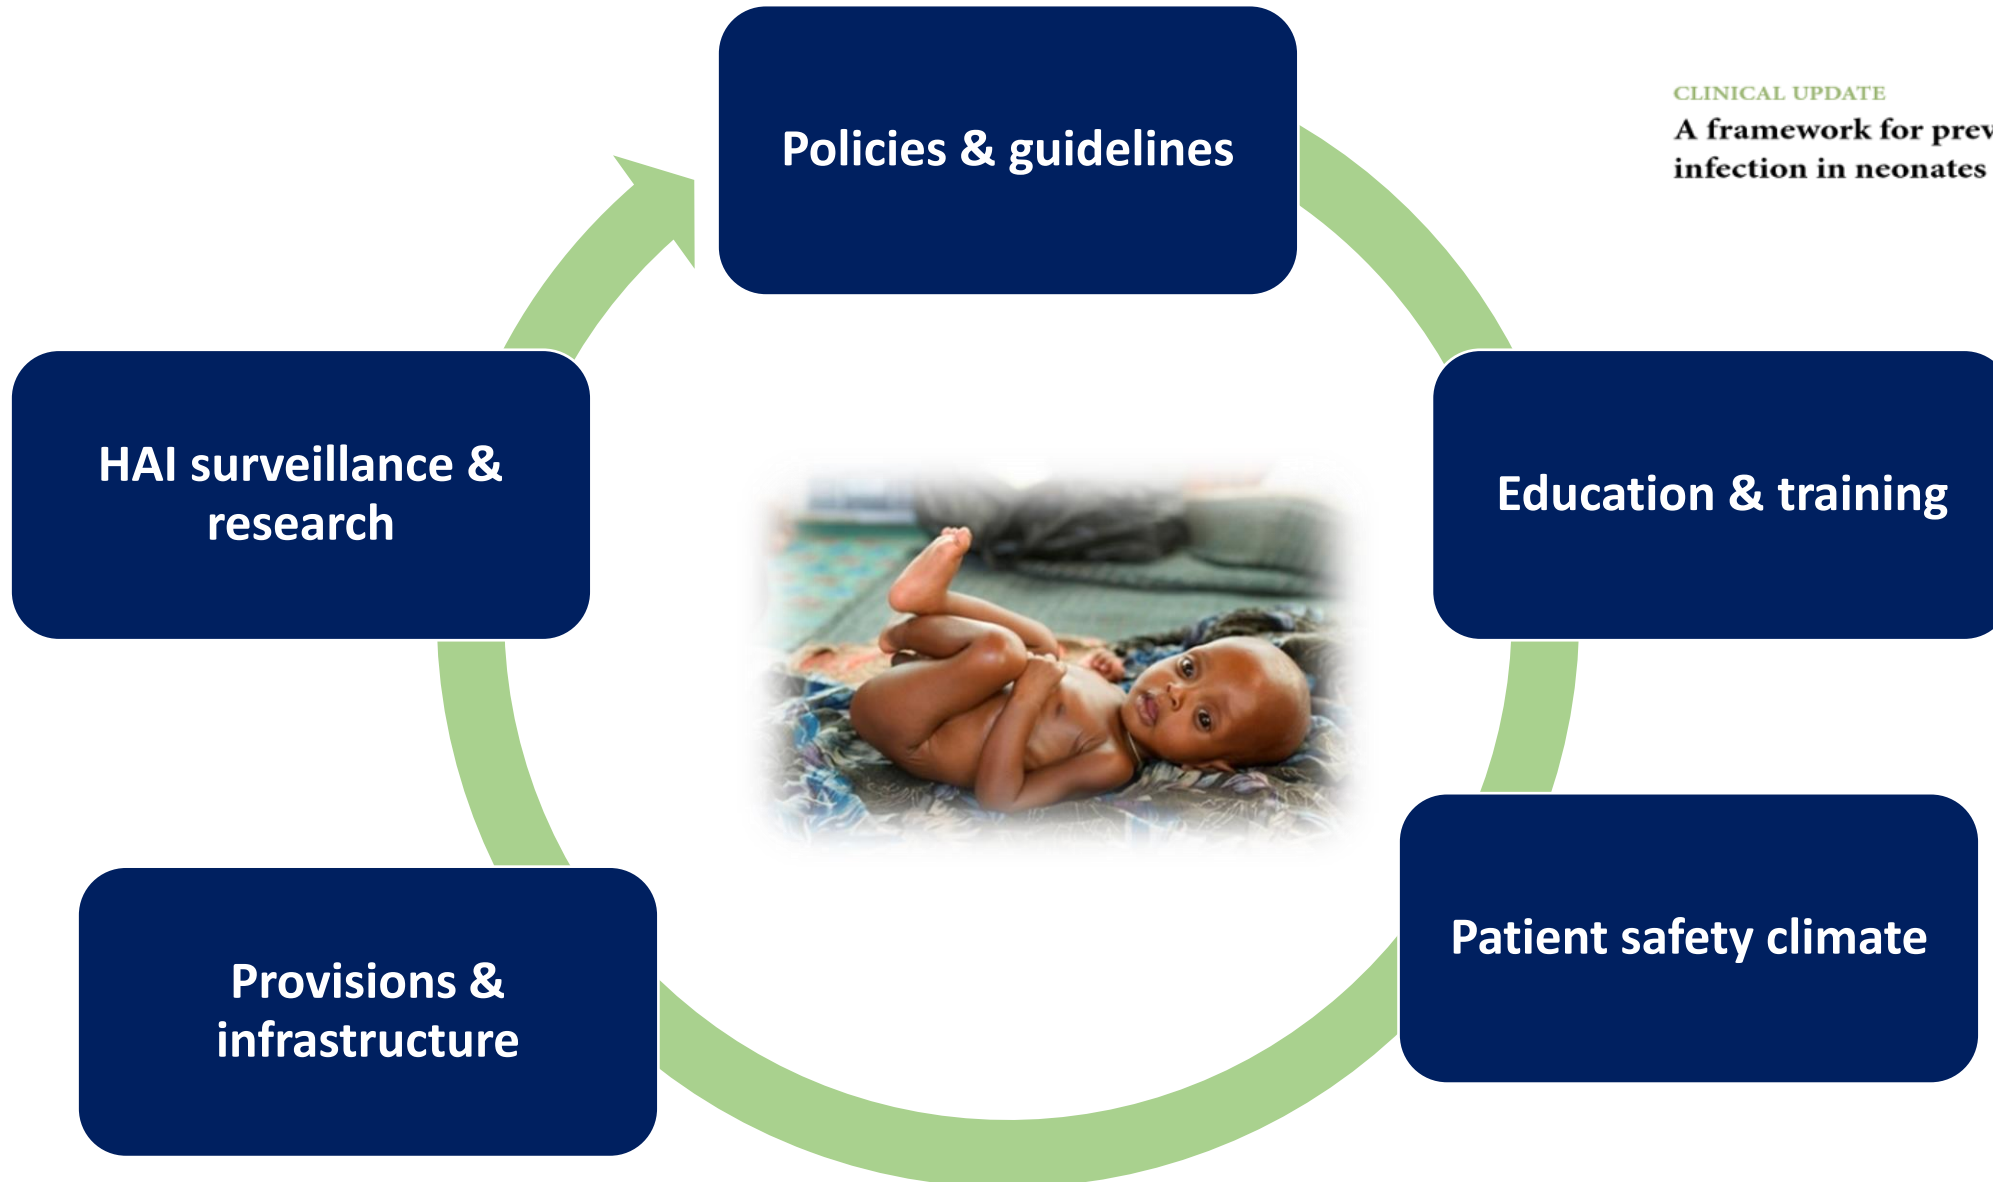 Policies & guidelines
CLINICAL UPDATE
A framework for
infection in neonates
HAI surveillance &
research
Education & training
Patient safety climate
Provisions &
infrastructure